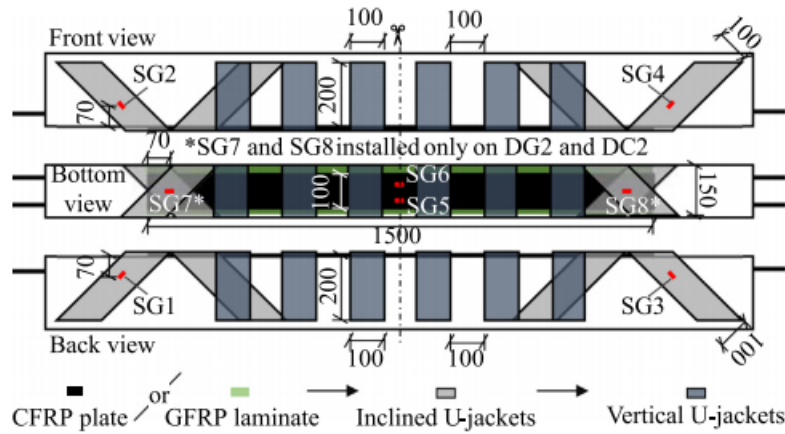 100
100
100
Front view
SG2
SG4
70
200
70
*SG7 and SG8 installed only on DG2 and DC2
Bottom
view
SG7*
100
SG6
SG5
SG8*
150
1500
70
SG1
200
SG3
Back view
100
100
100
CFRP plate
or
GFRP laminate
Inclined U-jackets
Vertical U-jackets